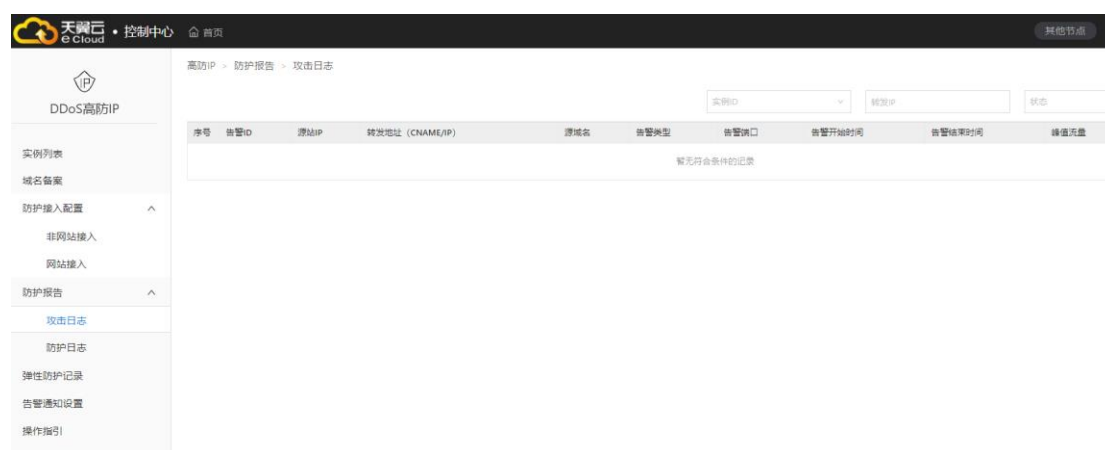 天翼云 e Cloud • 控制中心 首页 其他节点
IP
DDoS高防IP
实例列表
域名备案
防护接入配置
非网站接入
网站接入
防护报告
攻击日志
防护日志
弹性防护记录
告警通知设置
操作指引
高防IP > 防护报告 > 攻击日志
实例ID 转发IP 状态
序号 告警ID 源站IP 转发地址（CNAME/IP） 源域名 告警类型 告警端口 告警开始时间 告警结束时间 峰值流量
暂无符合条件的记录